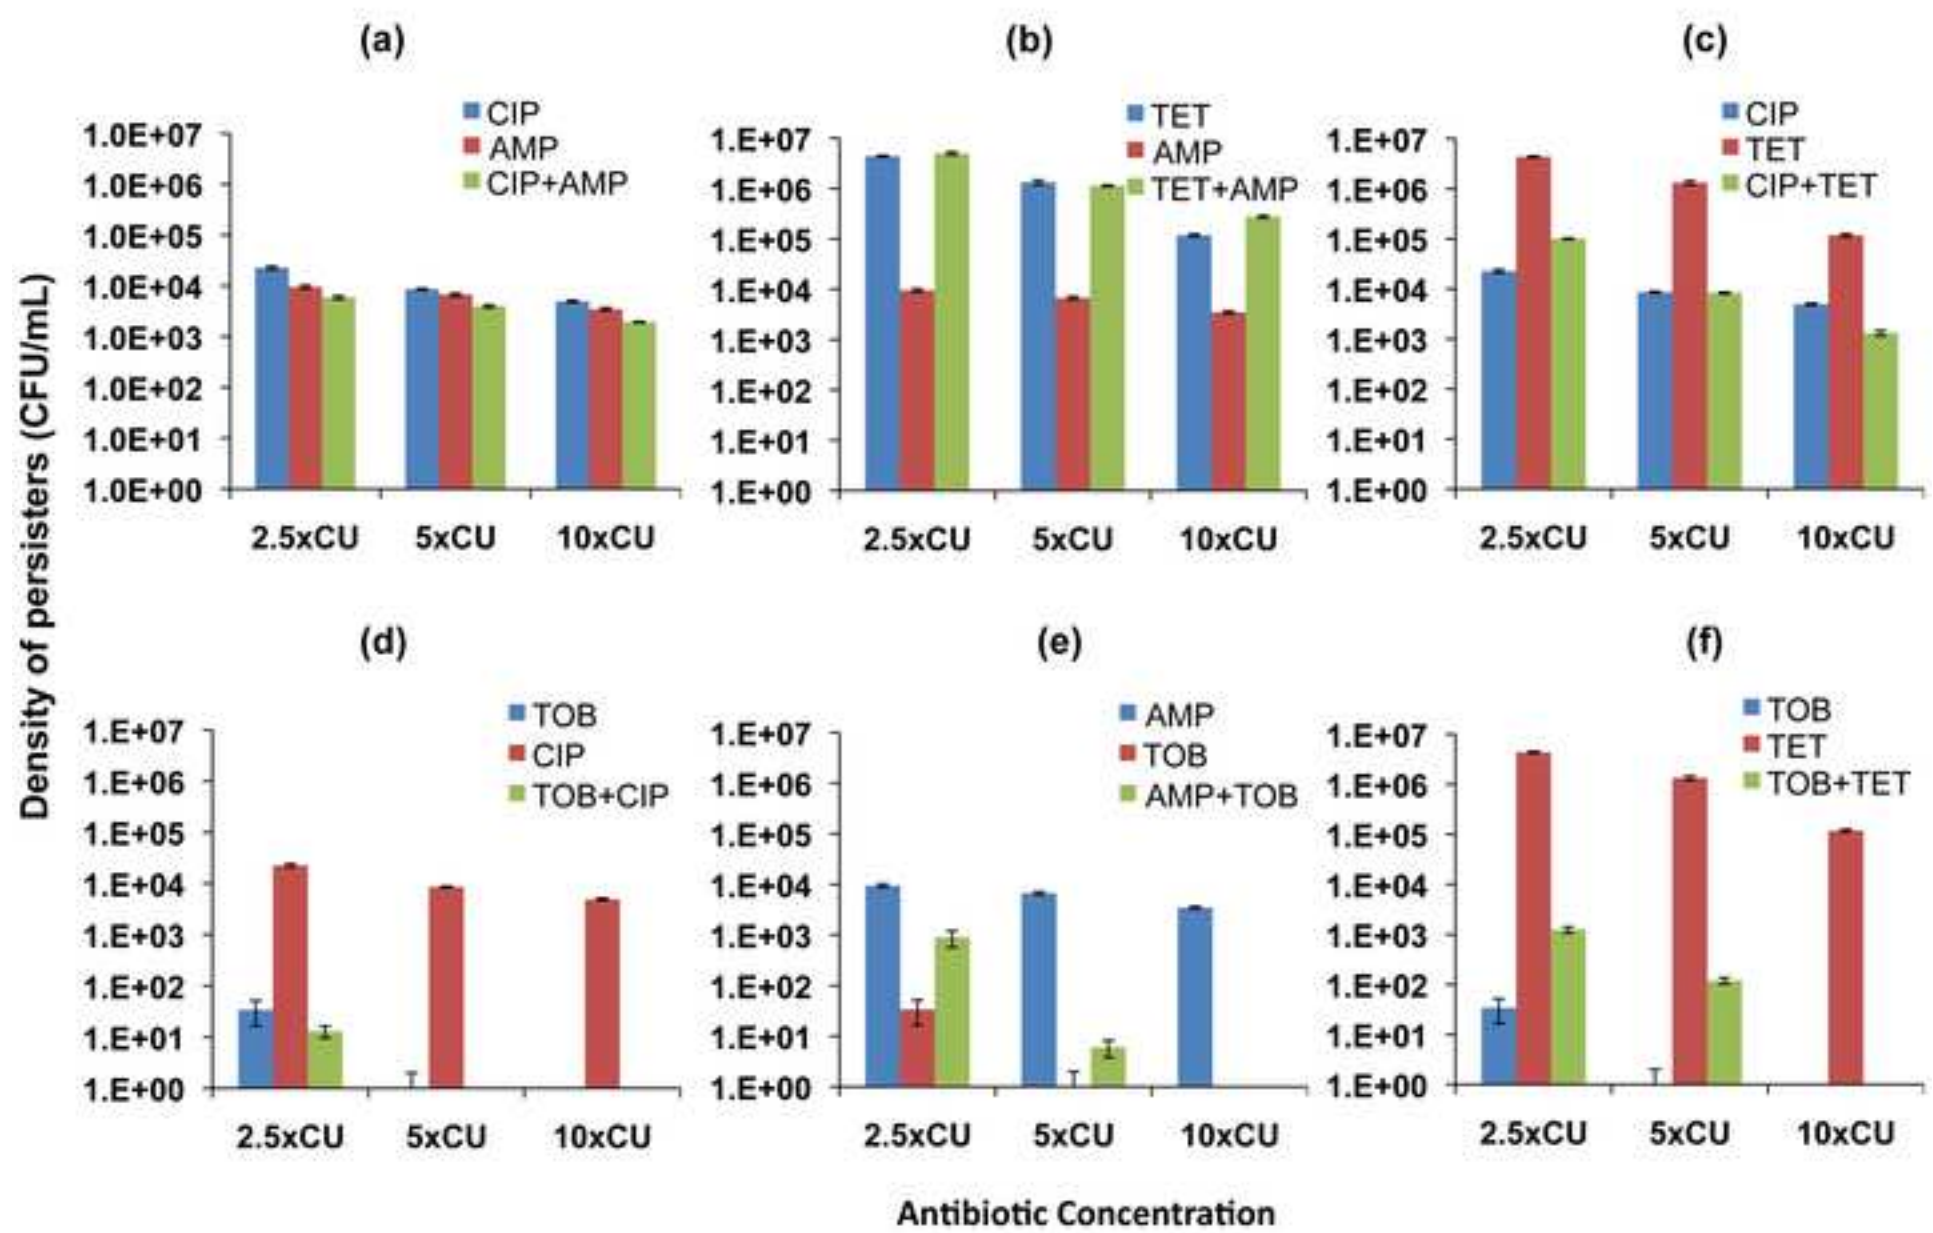 (a)
CIP
AMP
CIP+AMP
1.0E+07
1.0E+06
1.0E+05
1.0E+04
1.0E+03
1.0E+02
1.0E+01
1.0E+00
2.5xCU 5xCU 10xCU
(b)
TET
AMP
TET+AMP
1.E+07
1.E+06
1.E+05
1.E+04
1.E+03
1.E+02
1.E+01
1.E+00
2.5xCU 5xCU 10xCU
(c)
CIP
TET
CIP+TET
1.E+07
1.E+06
1.E+05
1.E+04
1.E+03
1.E+02
1.E+01
1.E+00
2.5xCU 5xCU 10xCU
Density of persisters (CFU/mL)
(d)
TOB
CIP
TOB+CIP
1.E+07
1.E+06
1.E+05
1.E+04
1.E+03
1.E+02
1.E+01
1.E+00
2.5xCU 5xCU 10xCU
(e)
AMP
TOB
AMP+TOB
1.E+07
1.E+06
1.E+05
1.E+04
1.E+03
1.E+02
1.E+01
1.E+00
2.5xCU 5xCU 10xCU
(f)
TOB
TET
TOB+TET
1.E+07
1.E+06
1.E+05
1.E+04
1.E+03
1.E+02
1.E+01
1.E+00
2.5xCU 5xCU 10xCU
Antibiotic Concentration